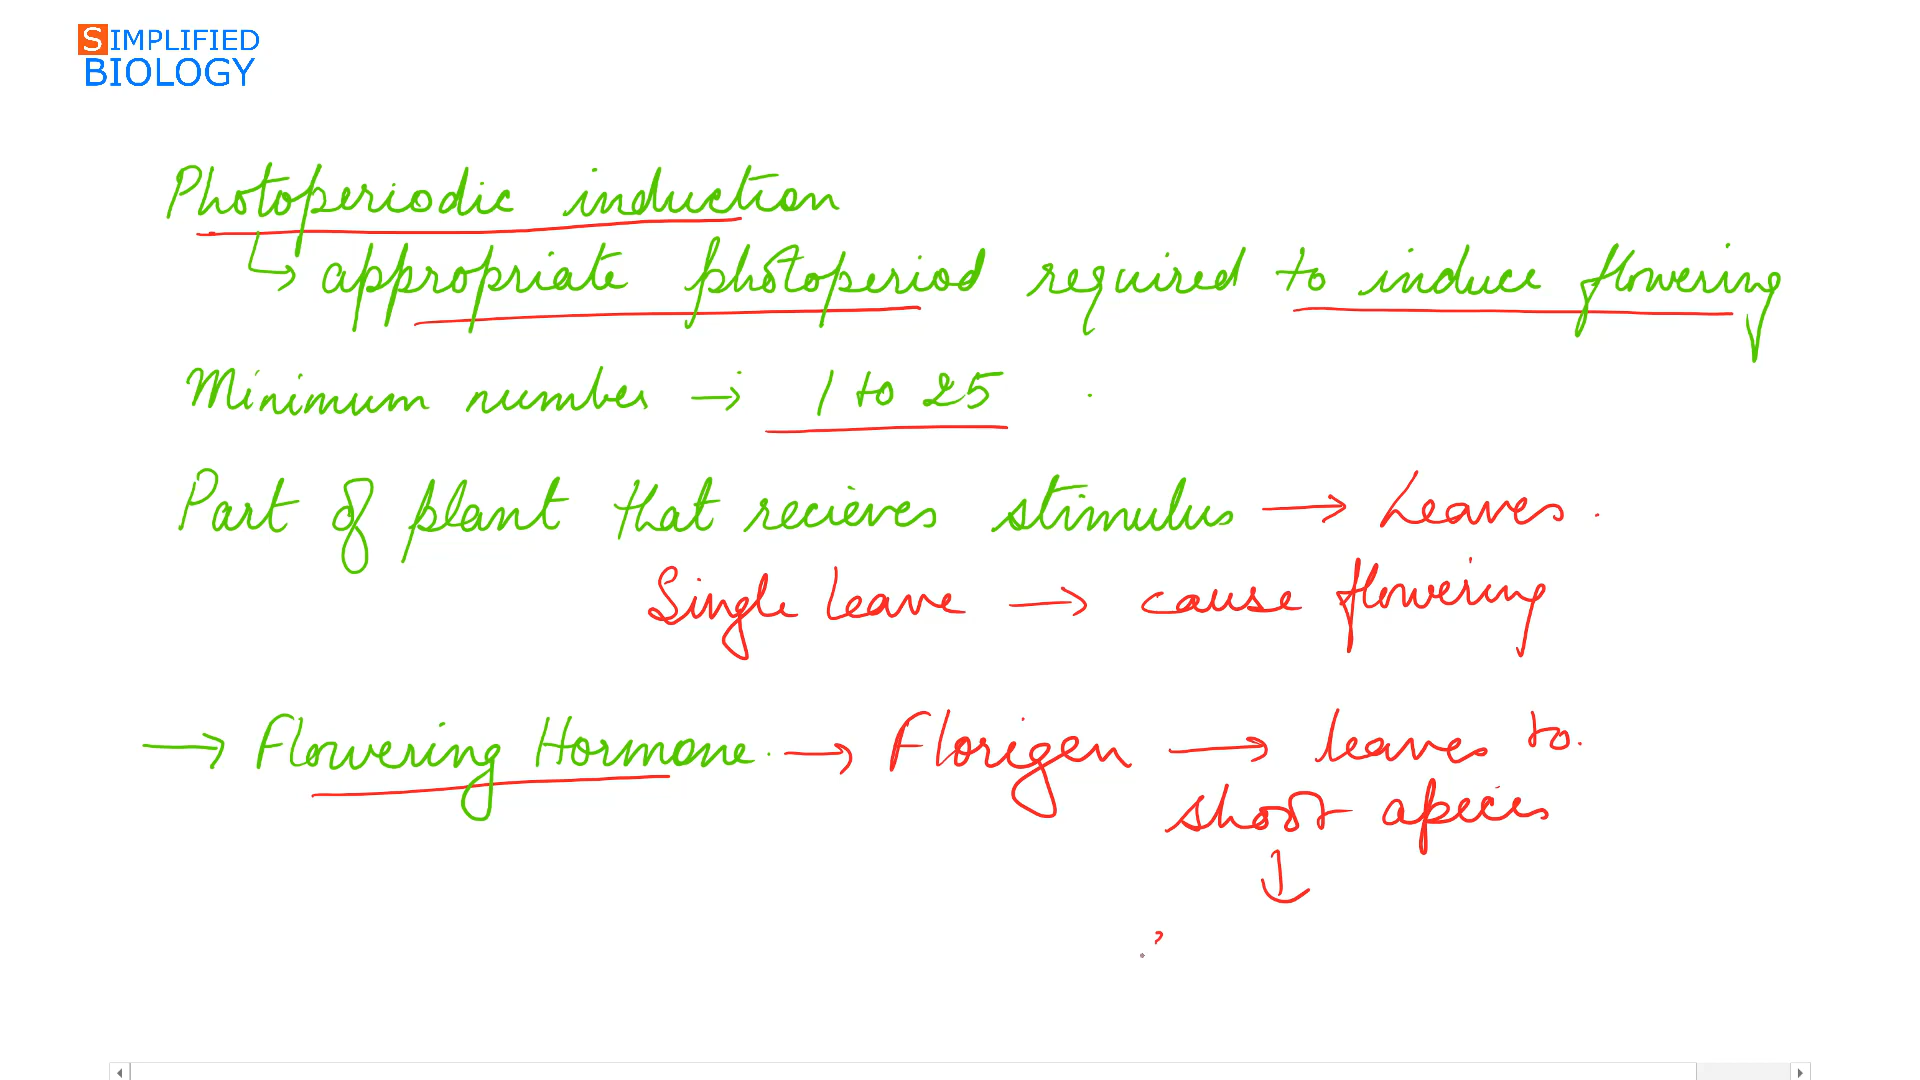 SIMPLIFIED
BIOLOGY
Photoperiodic induction
↳ appropriate photoperiod required to induce flowering
Minimum number → 1 to 25 .
Part of plant that recieves stimulus → Leaves .
Single leave → cause flowering
→ Flowering Hormone. → Florigen → leaves to.
shoot apecies
↓